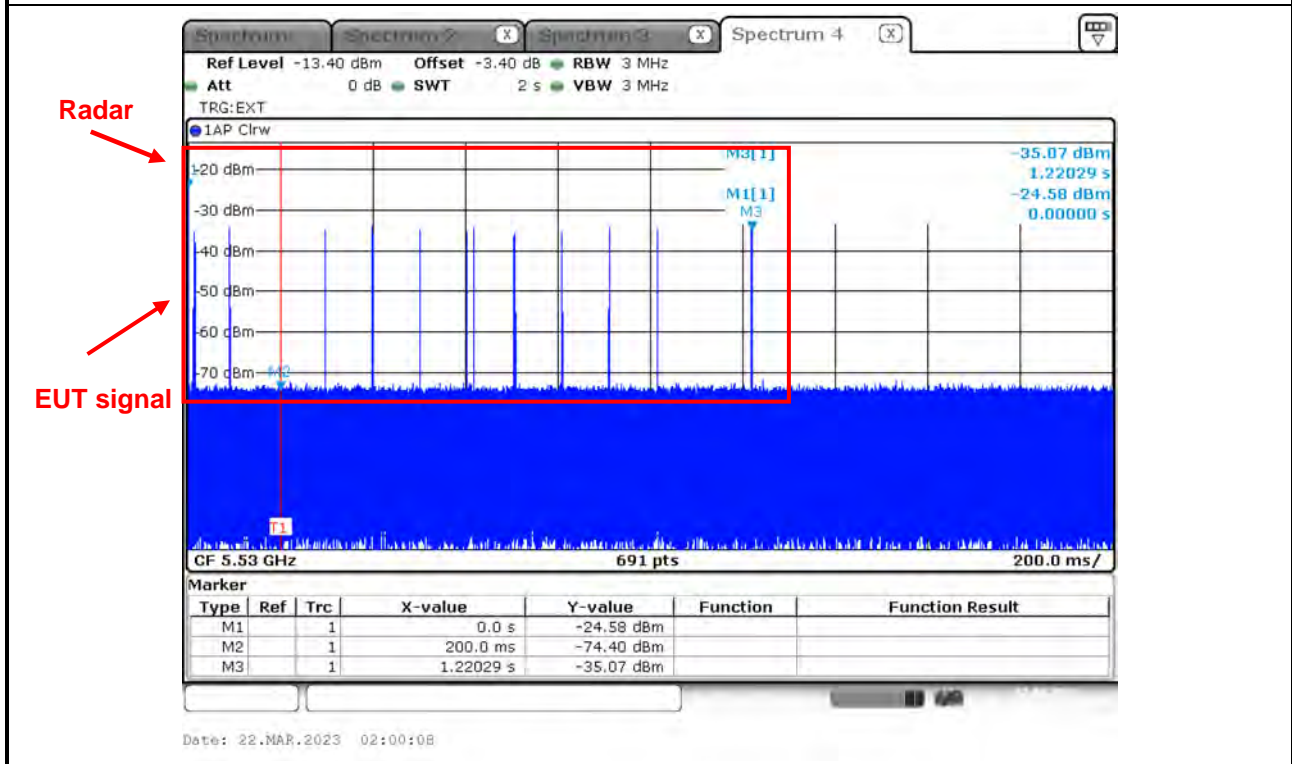 Spectrum Spectrum 2 X Spectrum 3 X Spectrum 4 X
Ref Level -13.40 dBm Offset -3.40 dB RBW 3 MHz
Att 0 dB SWT 2 s VBW 3 MHz
TRG:EXT
Radar
1AP Clrw
M3[1] -35.07 dBm
1.22029 s
M1[1] -24.58 dBm
0.00000 s
M3
-20 dBm
-30 dBm
-40 dBm
-50 dBm
-60 dBm
-70 dBm
M2
EUT signal
T1
CF 5.53 GHz 691 pts 200.0 ms/
Marker
Type Ref Trc X-value Y-value Function Function Result
M1 1 0.0 s -24.58 dBm
M2 1 200.0 ms -74.40 dBm
M3 1 1.22029 s -35.07 dBm
Date: 22.MAR.2023 02:00:08